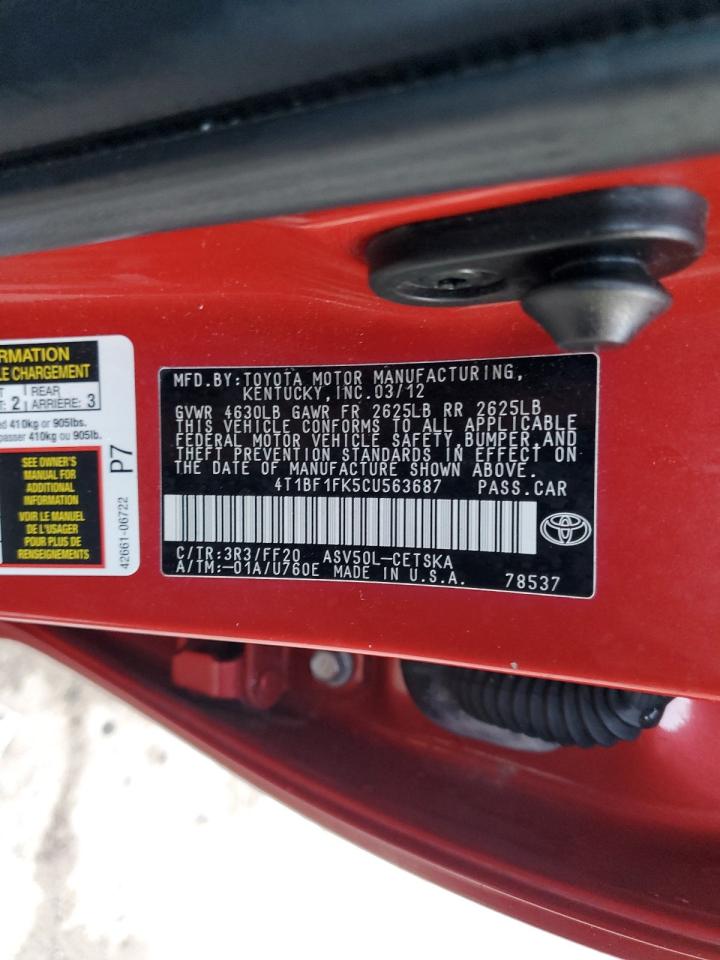 RMATION
LE CHARGEMENT
2 REAR
ARRIÈRE: 3
ed 410kg or 905lbs.
passer 410kg ou 905lb.
SEE OWNER'S
MANUAL FOR
ADDITIONAL
INFORMATION
VOIR LE MANUEL
DE L'USAGER
POUR PLUS DE
RENSEIGNEMENTS
P7
42661-06722
MFD.BY:TOYOTA MOTOR MANUFACTURING,
KENTUCKY, INC.03/12
GVWR 4630LB GAWR FR 2625LB RR 2625LB
THIS VEHICLE CONFORMS TO ALL APPLICABLE
FEDERAL MOTOR VEHICLE SAFETY,BUMPER,AND
THEFT PREVENTION STANDARDS IN EFFECT ON
THE DATE OF MANUFACTURE SHOWN ABOVE.
4T1BF1FK5CU563687 PASS.CAR
C/TR:3R3/FF20 ASV50L-CETSKA
A/TM:-01A/U760E MADE IN U.S.A.
78537